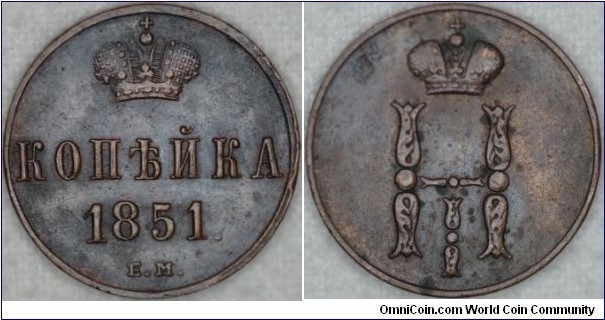 КОПѢЙКА
1851.
Е.М.
Н
I
© OmniCoin.com World Coin Community